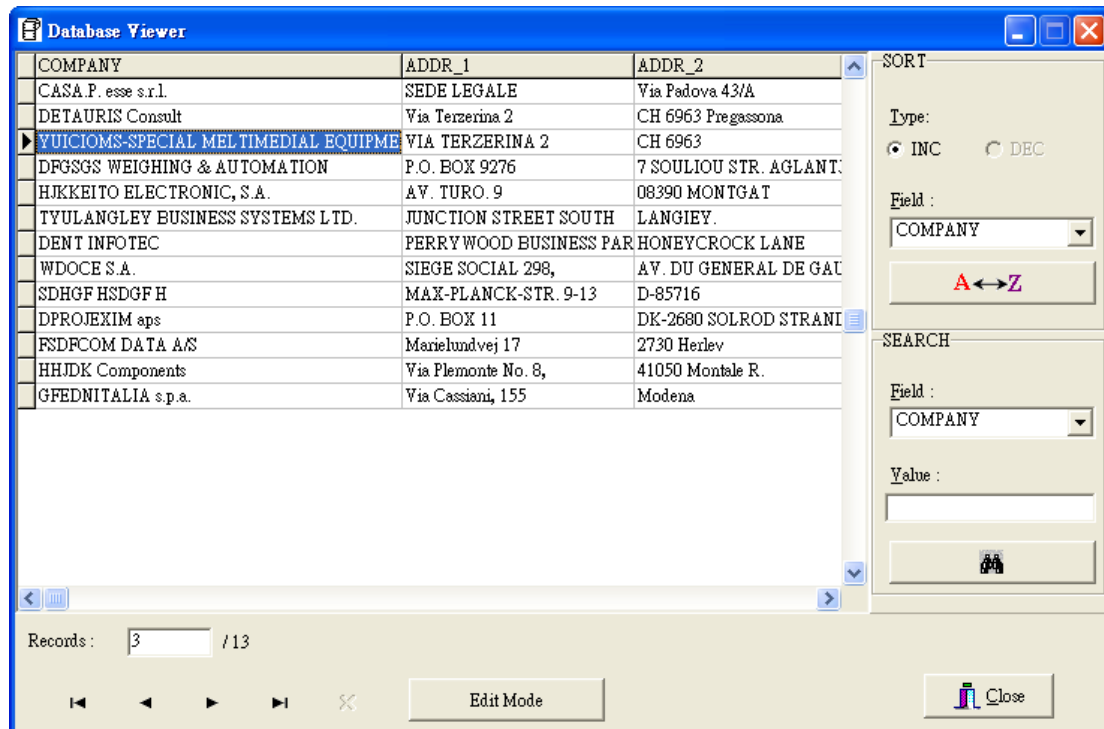 Database Viewer
COMPANY ADDR_1 ADDR_2
CASA.P. esse s.r.l. SEDE LEGALE Via Padova 43/A
DETAURIS Consult Via Terzerina 2 CH 6963 Pregassona
YUICIOMS-SPECIAL MELTIMEDIAL EQUIPME VIA TERZERINA 2 CH 6963
DFGSGS WEIGHING & AUTOMATION P.O. BOX 9276 7 SOULIOU STR. AGLANTJ
HJKKEITO ELECTRONIC, S.A. AV. TURO. 9 08390 MONTGAT
TYULANGLEY BUSINESS SYSTEMS LTD. JUNCTION STREET SOUTH LANGIEY.
DENT INFOTEC PERRY WOOD BUSINESS PAR HONEYCROCK LANE
WDOCE S.A. SIEGE SOCIAL 298, AV. DU GENERAL DE GAU
SDHGF HSDGF H MAX-PLANCK-STR. 9-13 D-85716
DPROJEXIM aps P.O. BOX 11 DK-2680 SOLROD STRAND
FSDFCOM DATA A/S Marielundvej 17 2730 Herlev
HHJDK Components Via Plemonte No. 8, 41050 Montale R.
GFEDNITALIA s.p.a. Via Cassiani, 155 Modena
SORT
Type:
INC DEC
Field :
COMPANY
A↔Z
SEARCH
Field :
COMPANY
Value :
Records : 3 / 13
Edit Mode
Close